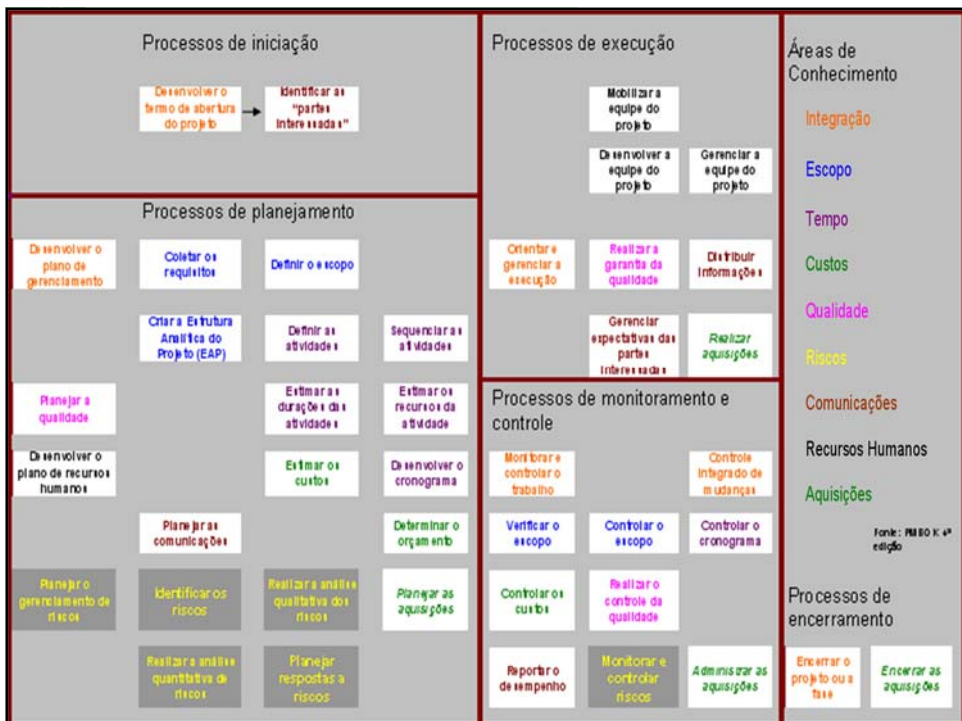 Processos de iniciação
Desenvolver o
termo de abertura
do projeto
Identificar as
"partes
interessadas"
Processos de planejamento
Desenvolver o
plano de
gerenciamento
Coletar os
requisitos
Definir o escopo
Criar a Estrutura
Analítica do
Projeto (EAP)
Definir as
atividades
Sequenciar as
atividades
Planejar a
qualidade
Estimar as
durações das
atividades
Estimar os
recursos da
atividade
Desenvolver o
plano de recursos
humanos
Estimar os
custos
Desenvolver o
cronograma
Planejar as
comunicações
Determinar o
orçamento
Planejar o
gerenciamento de
riscos
Identificar os
riscos
Realizar a análise
qualitativa dos
riscos
Planejar as
aquisições
Realizar a análise
quantitativa de
riscos
Planejar
respostas a
riscos
Processos de execução
Mobilizar a
equipe do
projeto
Desenvolver a
equipe do
projeto
Gerenciar a
equipe do
projeto
Orientar e
gerenciar a
execução
Realizar a
garantia da
qualidade
Distribuir
informações
Gerenciar
expectativas das
partes
interessadas
Realizar
aquisições
Processos de monitoramento e
controle
Monitorar e
controlar o
trabalho
Controle
integrado de
mudanças
Verificar o
escopo
Controlar o
escopo
Controlar o
cronograma
Controlar os
custos
Realizar o
controle da
qualidade
Reportar o
desempenho
Monitorar e
controlar
riscos
Administrar as
aquisições
Áreas de
Conhecimento
Integração
Escopo
Tempo
Custos
Qualidade
Riscos
Comunicações
Recursos Humanos
Aquisições
Fonte: PMBOK 4ª
edição
Processos de
encerramento
Encerrar o
projeto ou a
fase
Encerrar as
aquisições